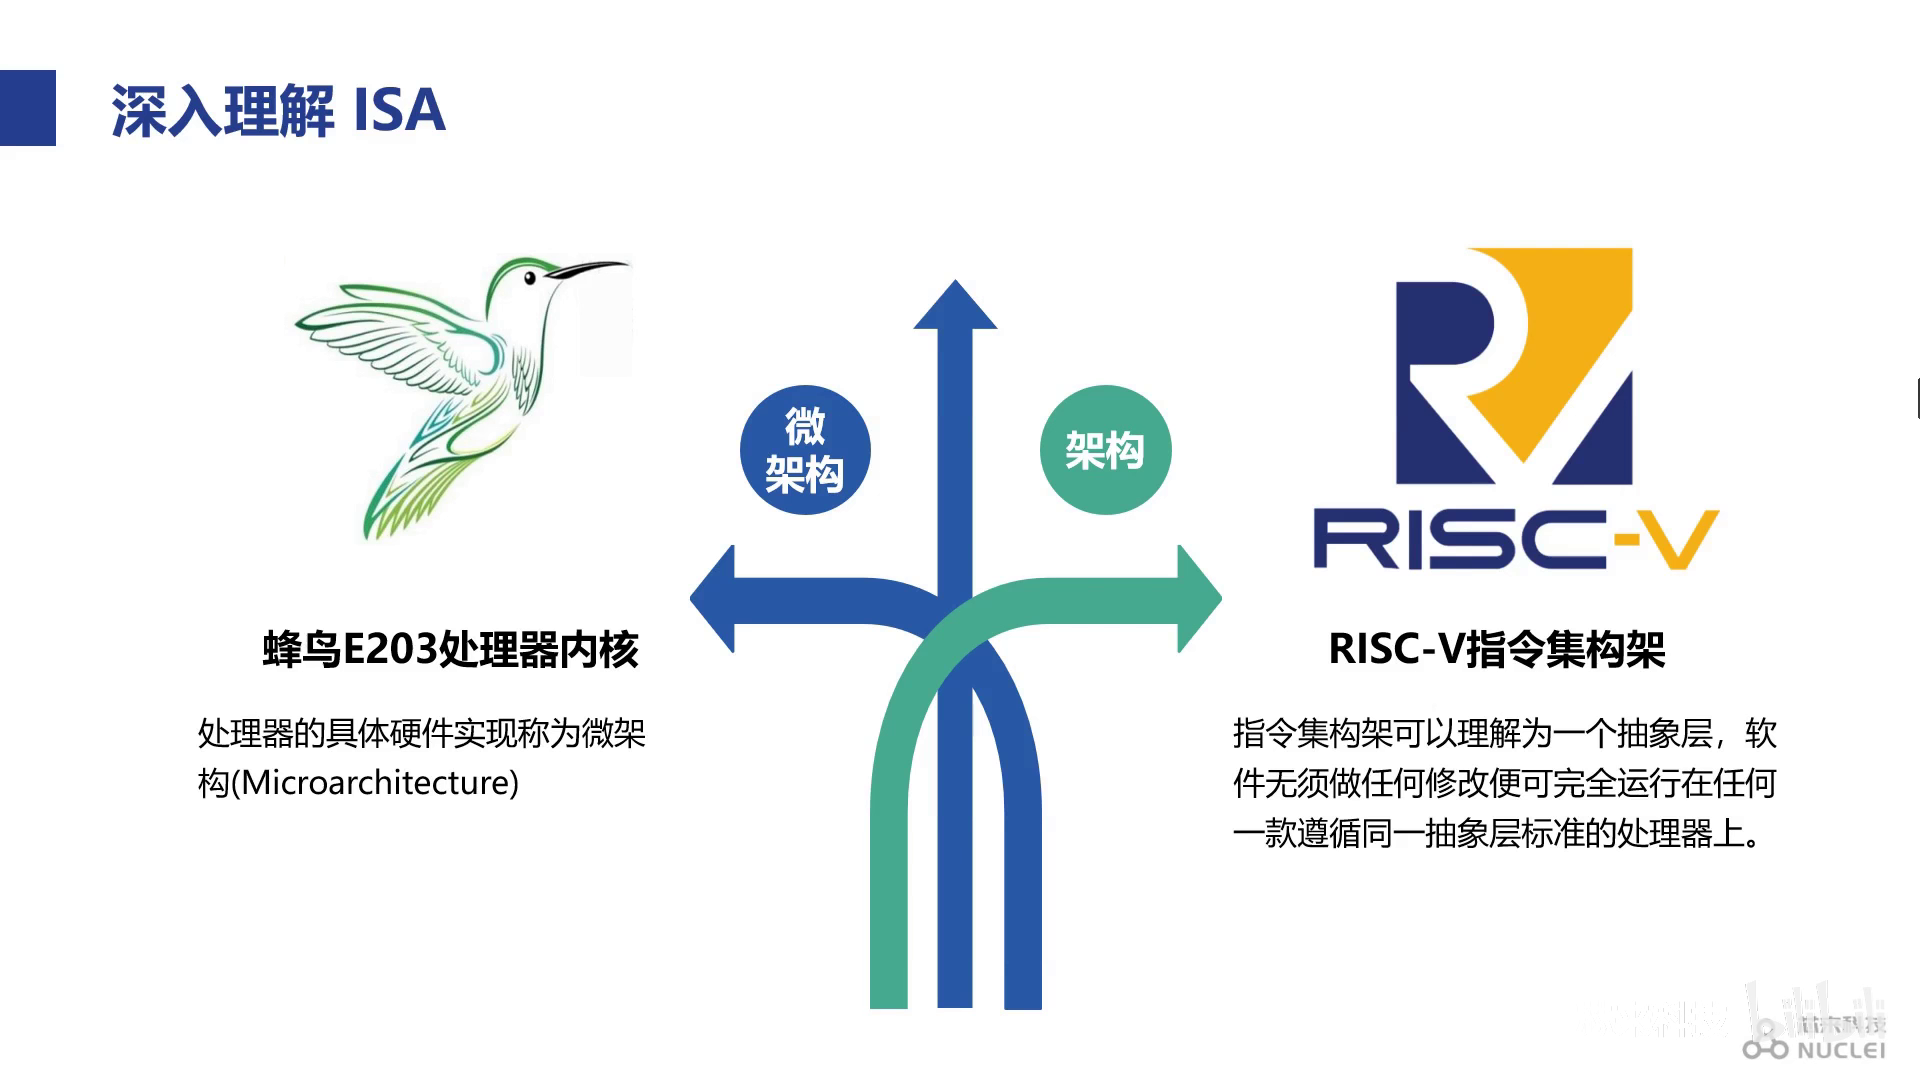 深入理解 ISA
微
架构
架构
RISC-V
蜂鸟E203处理器内核
处理器的具体硬件实现称为微架
构(Microarchitecture)
RISC-V指令集构架
指令集构架可以理解为一个抽象层，软
件无须做任何修改便可完全运行在任何
一款遵循同一抽象层标准的处理器上。
bilibili
芯来科技
NUCLEI